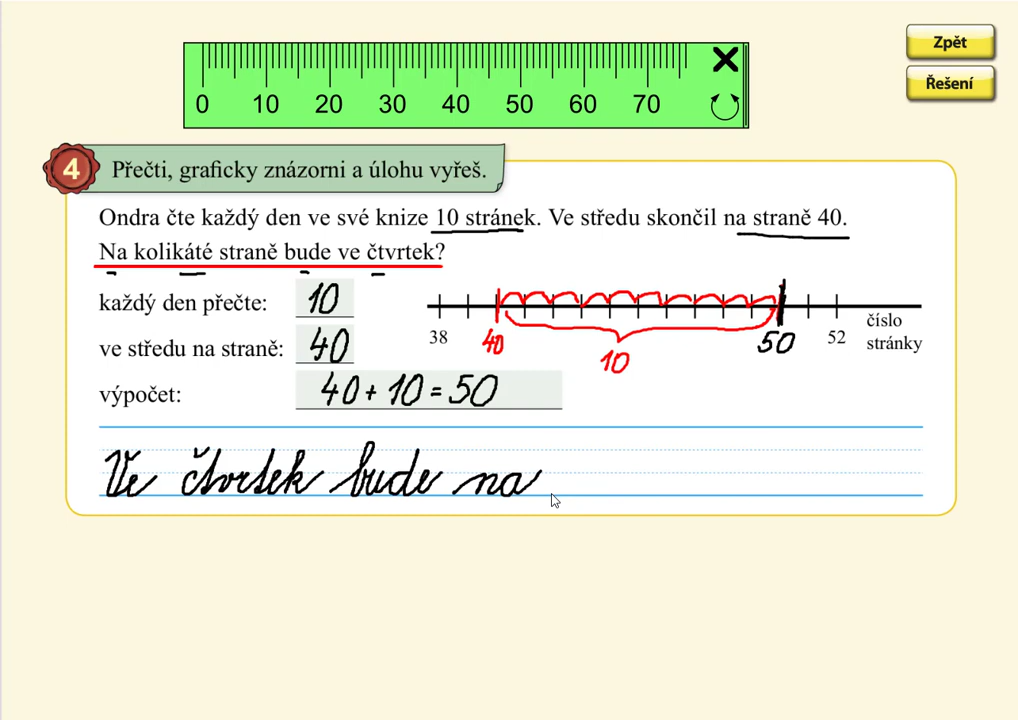 Zpět
Řešení
0 10 20 30 40 50 60 70
4 Přečti, graficky znázorni a úlohu vyřeš.
Ondra čte každý den ve své knize 10 stránek. Ve středu skončil na straně 40.
Na kolikáté straně bude ve čtvrtek?
každý den přečte: 10
ve středu na straně: 40
výpočet: 40 + 10 = 50
38 40 10 50 52 číslo
stránky
Ve čtvrtek bude na